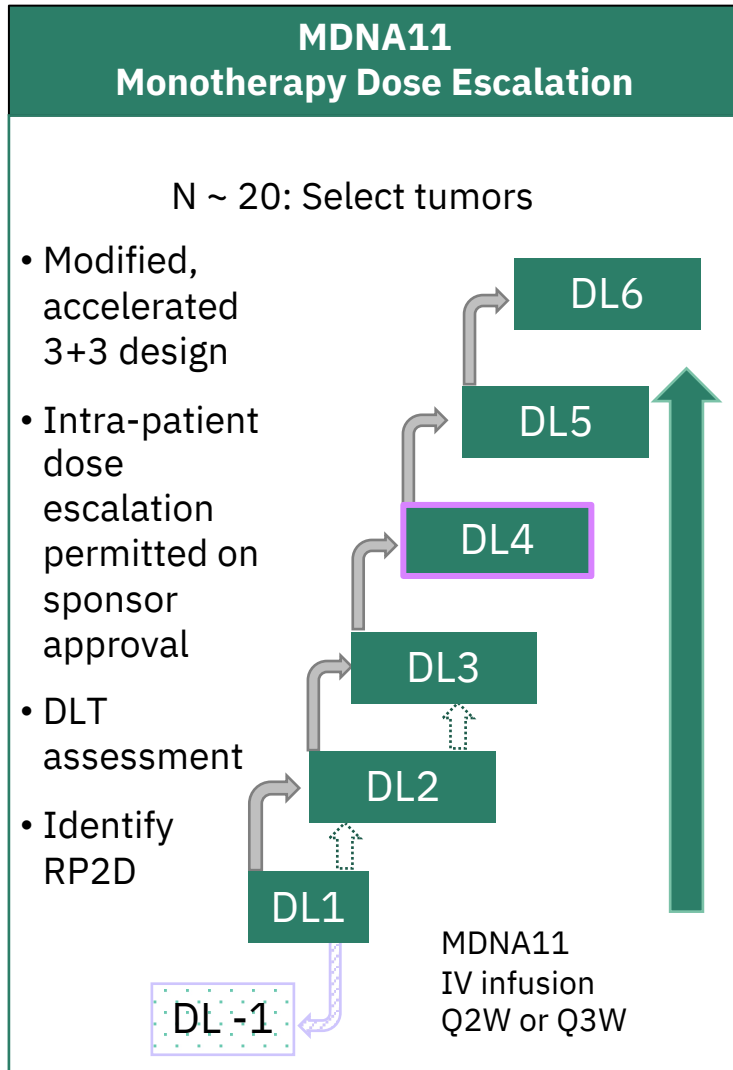 MDNA11
Monotherapy Dose Escalation
N ~ 20: Select tumors
• Modified,
accelerated
3+3 design
• Intra-patient
dose
escalation
permitted on
sponsor
approval
• DLT
assessment
• Identify
RP2D
DL6
DL5
DL4
DL3
DL2
DL1
DL -1
MDNA11
IV infusion
Q2W or Q3W